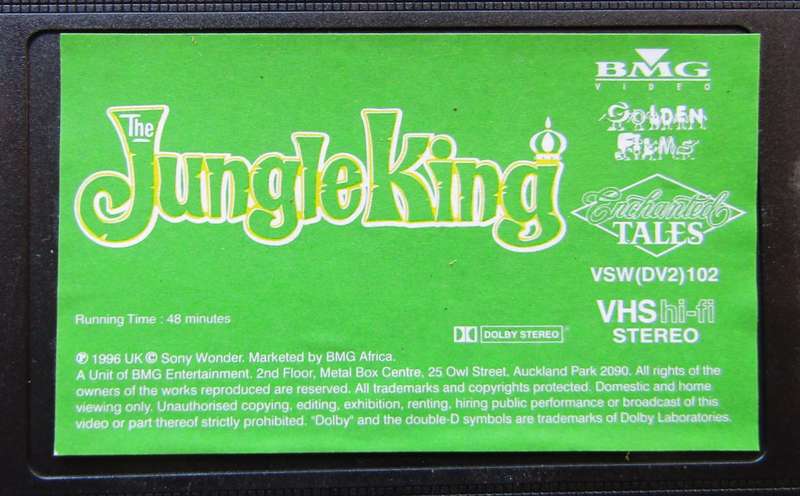 The
Jungle King
BMG
VIDEO
GOLDEN
FILMS
Enchanted
TALES
VSW(DV2)102
VHS hi-fi
STEREO
Running Time : 48 minutes
DOLBY STEREO
℗ 1996 UK © Sony Wonder. Marketed by BMG Africa.
A Unit of BMG Entertainment. 2nd Floor, Metal Box Centre, 25 Owl Street, Auckland Park 2090. All rights of the
owners of the works reproduced are reserved. All trademarks and copyrights protected. Domestic and home
viewing only. Unauthorised copying, editing, exhibition, renting, hiring public performance or broadcast of this
video or part thereof strictly prohibited. "Dolby" and the double-D symbols are trademarks of Dolby Laboratories.